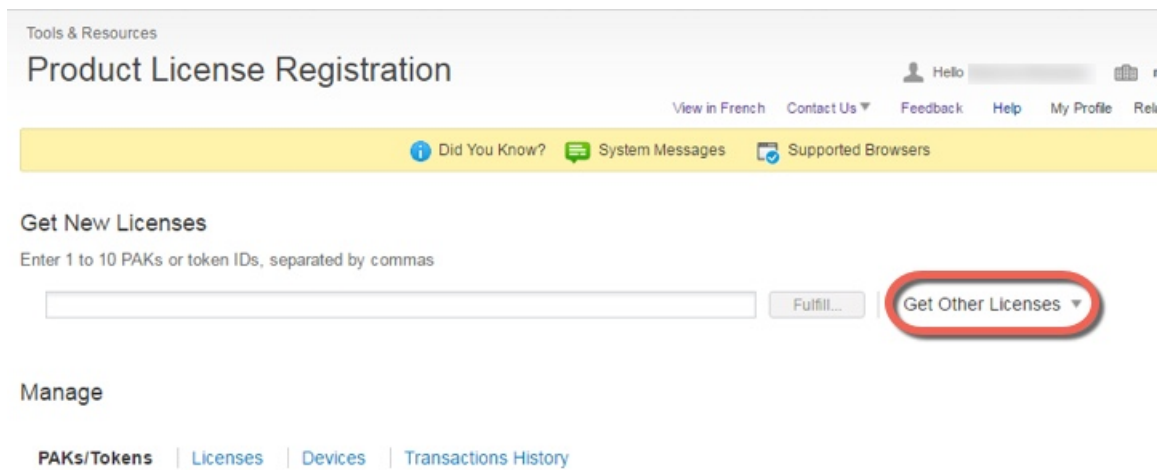 Tools & Resources
Product License Registration
Hello
View in French Contact Us Feedback Help My Profile
Did You Know? System Messages Supported Browsers
Get New Licenses
Enter 1 to 10 PAKs or token IDs, separated by commas
Fulfill... Get Other Licenses
Manage
PAKs/Tokens Licenses Devices Transactions History